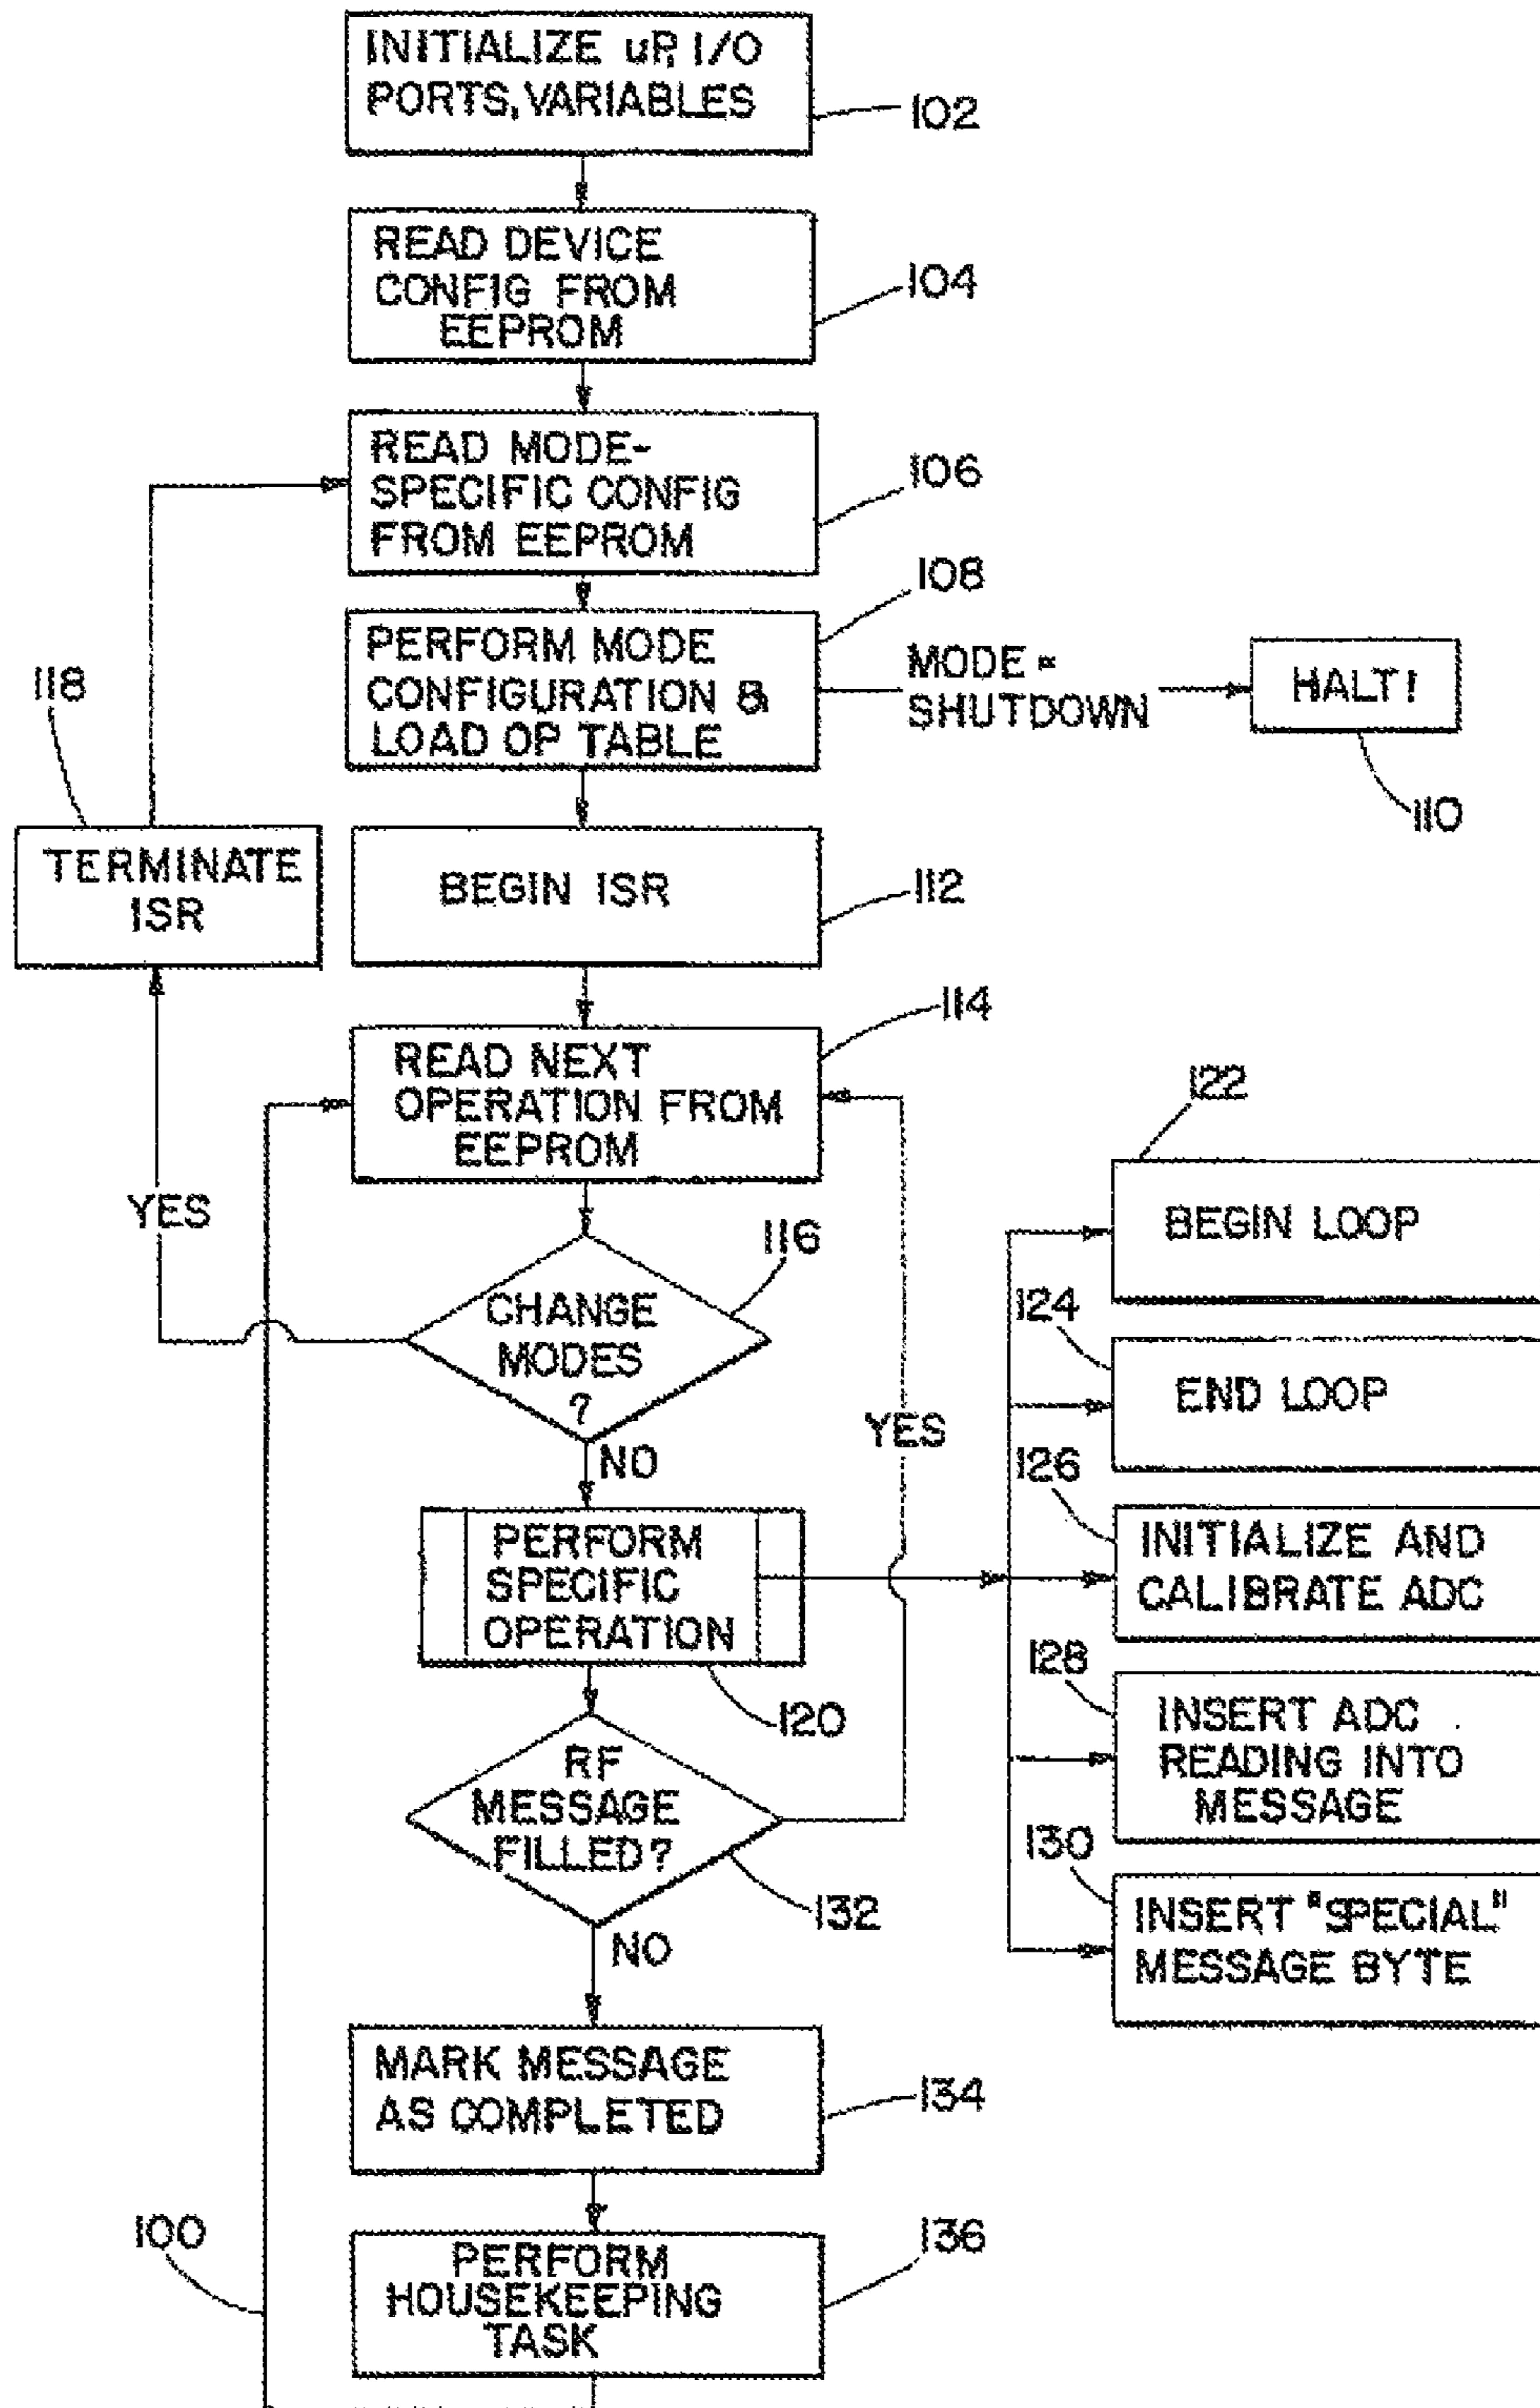 INITIALIZE uP, I/O
PORTS, VARIABLES
102
READ DEVICE
CONFIG FROM
EEPROM
104
READ MODE-
SPECIFIC CONFIG
FROM EEPROM
106
PERFORM MODE
CONFIGURATION &
LOAD OP TABLE
108
MODE =
SHUTDOWN
HALT!
110
118
TERMINATE
ISR
BEGIN ISR
112
READ NEXT
OPERATION FROM
EEPROM
114
YES
CHANGE
MODES
?
116
NO
YES
PERFORM
SPECIFIC
OPERATION
120
122
BEGIN LOOP
124
END LOOP
126
INITIALIZE AND
CALIBRATE ADC
128
INSERT ADC
READING INTO
MESSAGE
130
INSERT "SPECIAL"
MESSAGE BYTE
RF
MESSAGE
FILLED?
132
NO
MARK MESSAGE
AS COMPLETED
134
100
PERFORM
HOUSEKEEPING
TASK
136